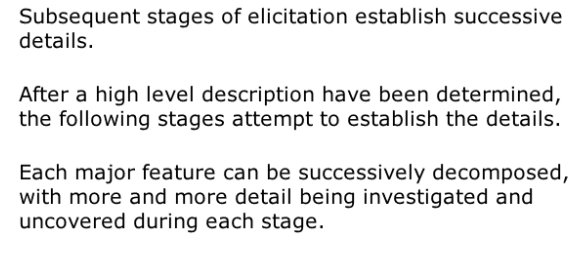 Subsequent stages of elicitation establish successive
details.
After a high level description have been determined,
the following stages attempt to establish the details.
Each major feature can be successively decomposed,
with more and more detail being investigated and
uncovered during each stage.